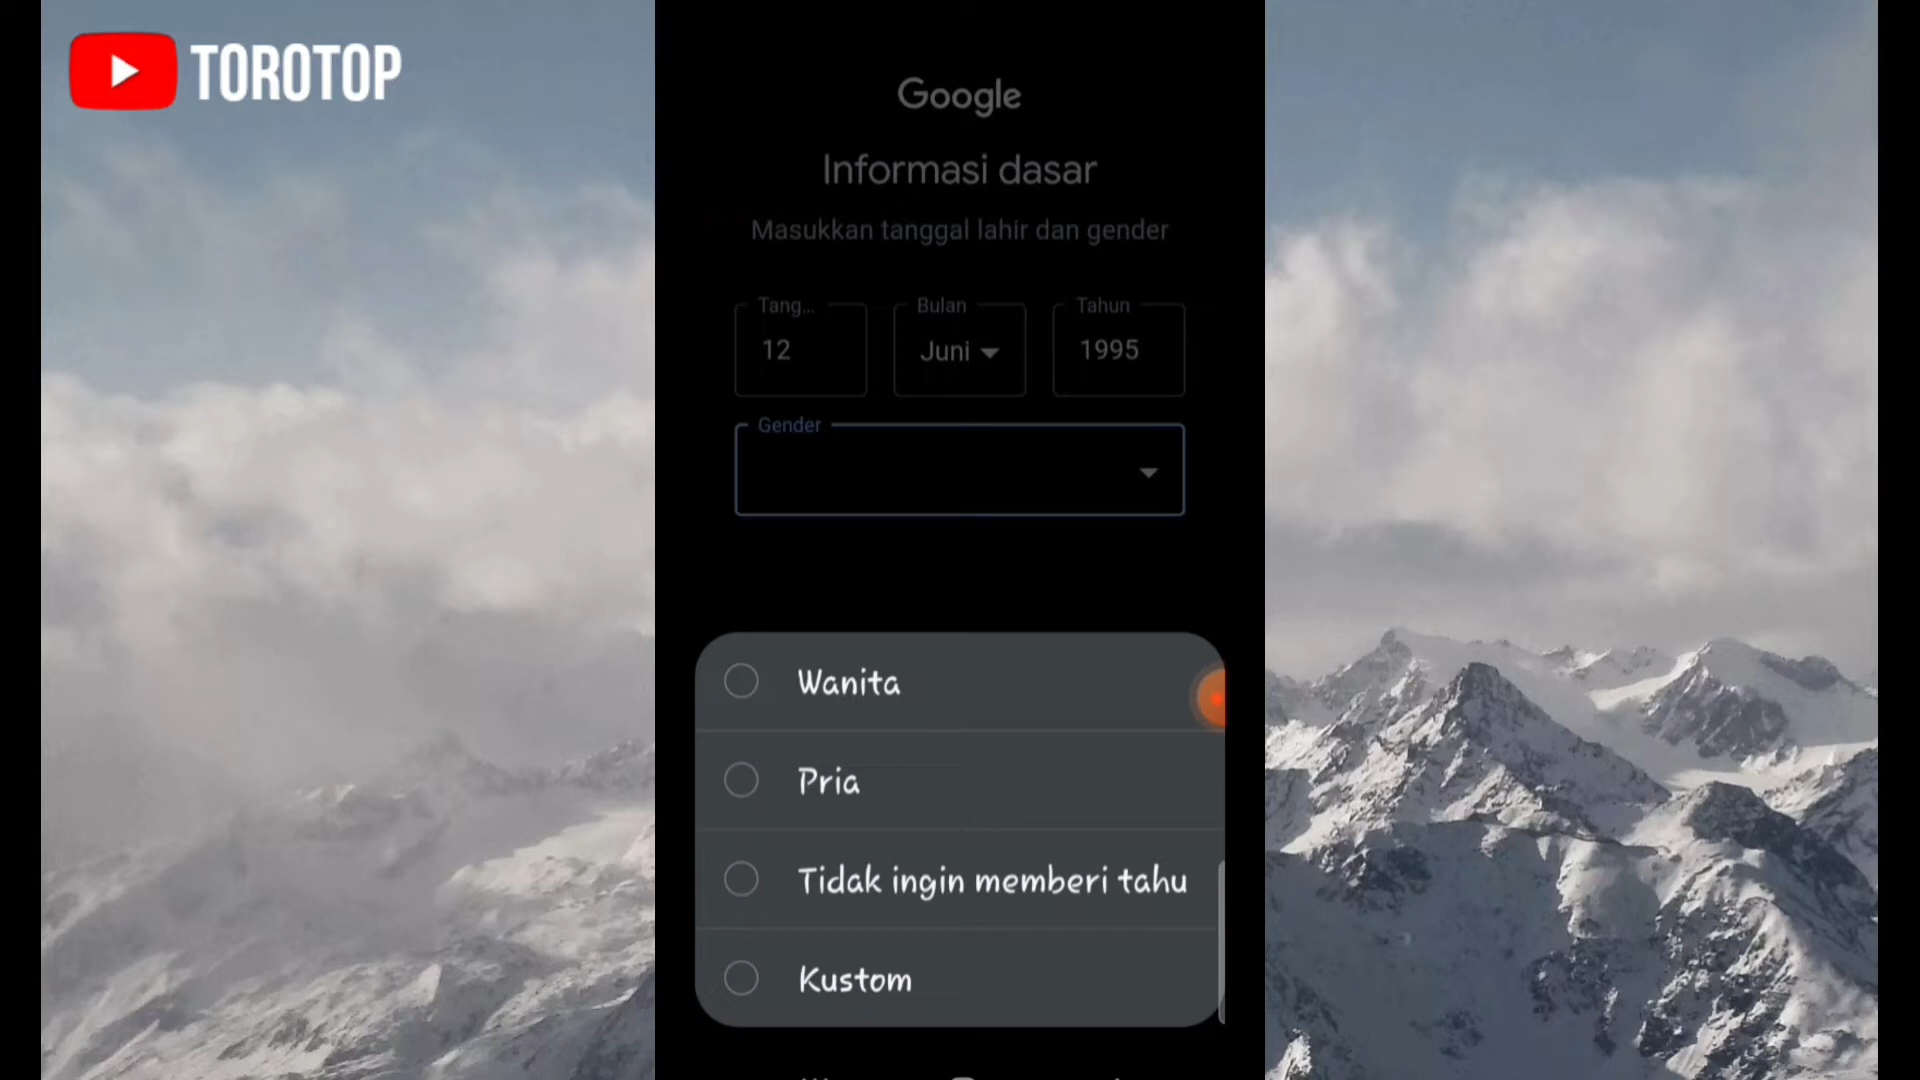 TOROTOP
Google
Informasi dasar
Masukkan tanggal lahir dan gender
Tang... Bulan Tahun
12 Juni 1995
Gender
Wanita
Pria
Tidak ingin memberi tahu
Kustom